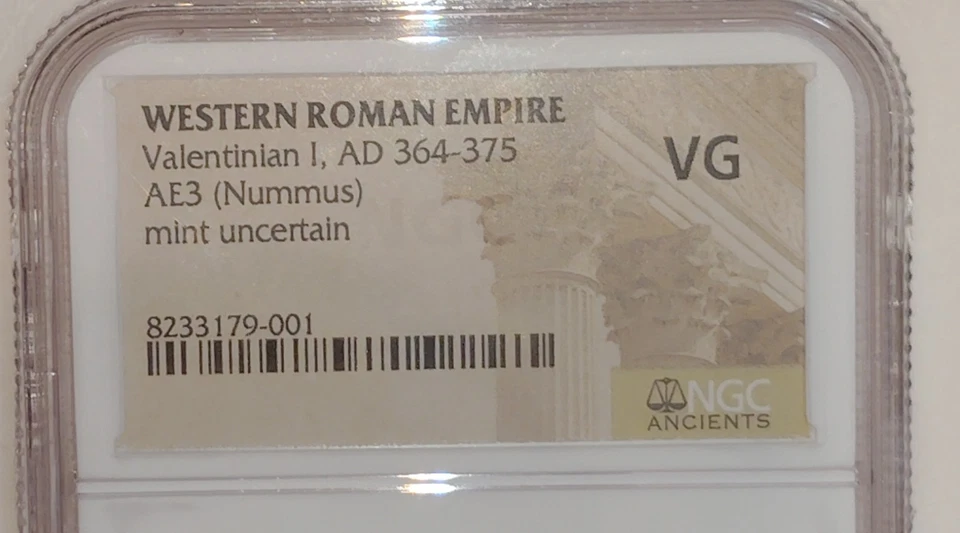 WESTERN ROMAN EMPIRE
Valentinian I, AD 364-375
AE3 (Nummus)
mint uncertain
VG
8233179-001
NGC
ANCIENTS